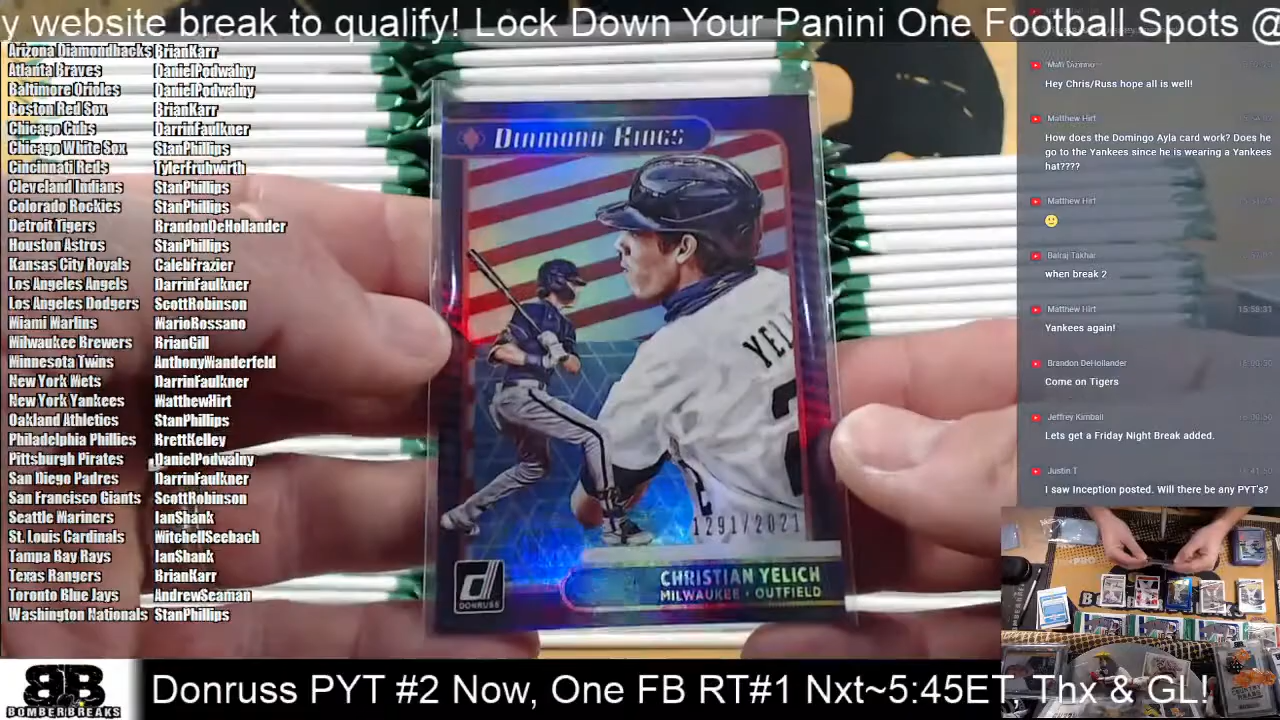 y website break to qualify! Lock Down Your Panini One Football Spots @
Arizona Diamondbacks BrianKarr
Atlanta Braves DanielPodwalny
Baltimore Orioles DanielPodwalny
Boston Red Sox BrianKarr
Chicago Cubs DarrinFaulkner
Chicago White Sox StanPhillips
Cincinnati Reds TylerFruhwirth
Cleveland Indians StanPhillips
Colorado Rockies StanPhillips
Detroit Tigers BrandonDeHollander
Houston Astros StanPhillips
Kansas City Royals CalebFrazier
Los Angeles Angels DarrinFaulkner
Los Angeles Dodgers ScottRobinson
Miami Marlins MarioRossano
Milwaukee Brewers BrianGill
Minnesota Twins AnthonyWanderfeld
New York Mets DarrinFaulkner
New York Yankees MatthewHirt
Oakland Athletics StanPhillips
Philadelphia Phillies BrettKelley
Pittsburgh Pirates DanielPodwalny
San Diego Padres DarrinFaulkner
San Francisco Giants ScottRobinson
Seattle Mariners IanShank
St. Louis Cardinals MitchellSeebach
Tampa Bay Rays IanShank
Texas Rangers BrianKarr
Toronto Blue Jays AndrewSeaman
Washington Nationals StanPhillips
DIAMOND KINGS
YEL
2
1291/2021
CHRISTIAN YELICH
MILWAUKEE • OUTFIELD
DONRUSS
Hey Chris/Russ hope all is well!
Matthew Hirt
How does the Domingo Ayla card work? Does he
go to the Yankees since he is wearing a Yankees
hat????
Matthew Hirt
Balraj Takhar
when break 2
Matthew Hirt 15:58:31
Yankees again!
Brandon DeHollander
Come on Tigers
Jeffrey Kimball
Lets get a Friday Night Break added.
Justin T
I saw Inception posted. Will there be any PYT's?
BB
BOMBERBREAKS
Donruss PYT #2 Now, One FB RT#1 Nxt~5:45ET Thx & GL!